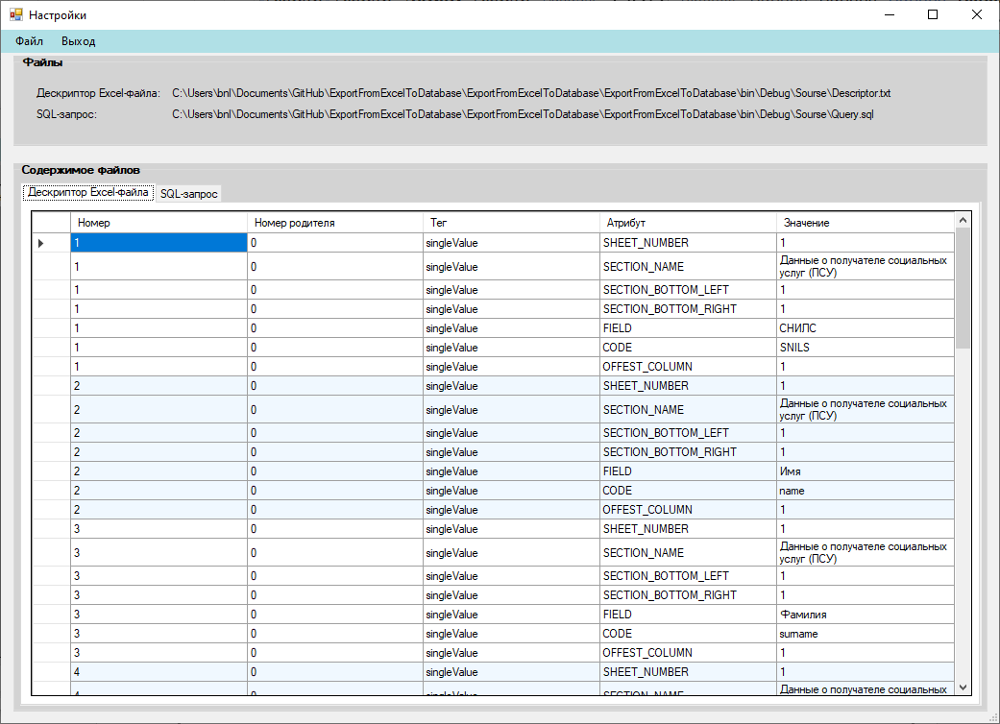 Настройки
Файл Выход
Файлы
Дескриптор Excel-файла: C:\Users\bnl\Documents\GitHub\ExportFromExcelToDatabase\ExportFromExcelToDatabase\ExportFromExcelToDatabase\bin\Debug\Sourse\Descriptor.txt
SQL-запрос: C:\Users\bnl\Documents\GitHub\ExportFromExcelToDatabase\ExportFromExcelToDatabase\ExportFromExcelToDatabase\bin\Debug\Sourse\Query.sql
Содержимое файлов
Дескриптор Excel-файла SQL-запрос
Номер Номер родителя Тег Атрибут Значение
1 0 singleValue SHEET_NUMBER 1
1 0 singleValue SECTION_NAME Данные о получателе социальных
услуг (ПСУ)
1 0 singleValue SECTION_BOTTOM_LEFT 1
1 0 singleValue SECTION_BOTTOM_RIGHT 1
1 0 singleValue FIELD СНИЛС
1 0 singleValue CODE SNILS
1 0 singleValue OFFEST_COLUMN 1
2 0 singleValue SHEET_NUMBER 1
2 0 singleValue SECTION_NAME Данные о получателе социальных
услуг (ПСУ)
2 0 singleValue SECTION_BOTTOM_LEFT 1
2 0 singleValue SECTION_BOTTOM_RIGHT 1
2 0 singleValue FIELD Имя
2 0 singleValue CODE name
2 0 singleValue OFFEST_COLUMN 1
3 0 singleValue SHEET_NUMBER 1
3 0 singleValue SECTION_NAME Данные о получателе социальных
услуг (ПСУ)
3 0 singleValue SECTION_BOTTOM_LEFT 1
3 0 singleValue SECTION_BOTTOM_RIGHT 1
3 0 singleValue FIELD Фамилия
3 0 singleValue CODE surname
3 0 singleValue OFFEST_COLUMN 1
4 0 singleValue SHEET_NUMBER 1
4 0 singleValue SECTION_NAME Данные о получателе социальных